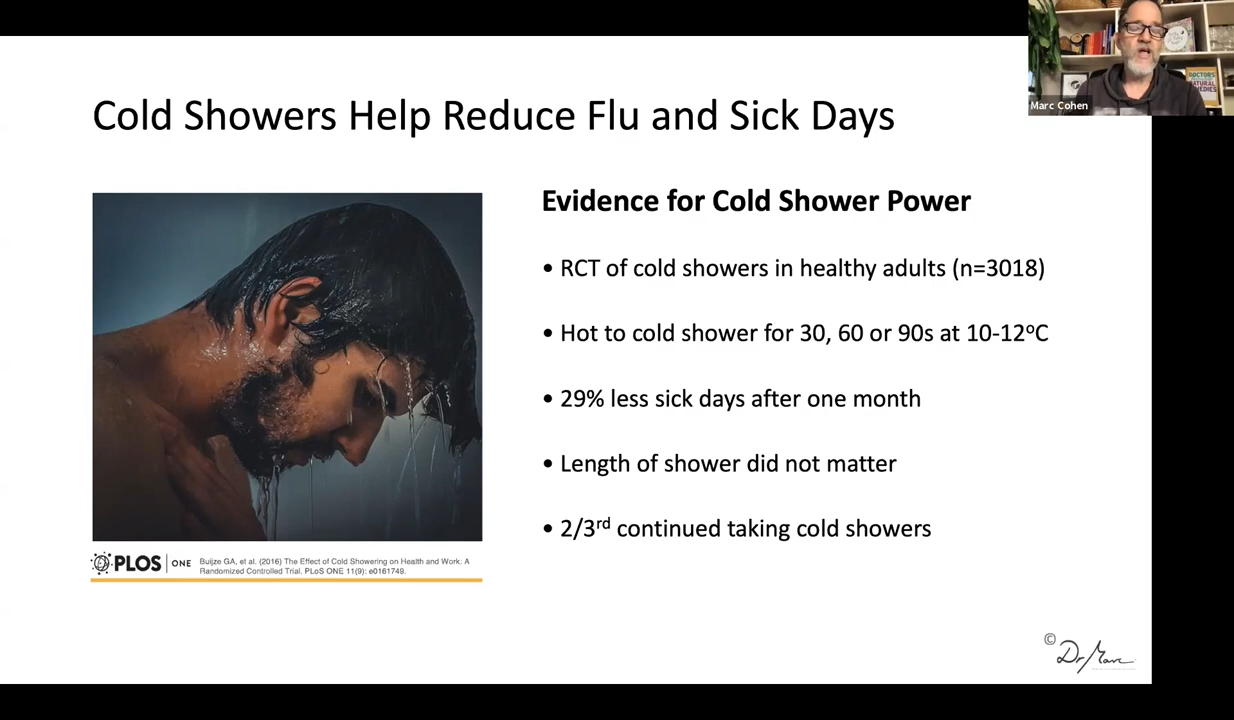 Marc Cohen
DOCTORS
NATURAL
Cold Showers Help Reduce Flu and Sick Days
Evidence for Cold Shower Power
• RCT of cold showers in healthy adults (n=3018)
• Hot to cold shower for 30, 60 or 90s at 10-12ºC
• 29% less sick days after one month
• Length of shower did not matter
• 2/3rd continued taking cold showers
PLOS | ONE
Buijze GA, et al. (2016) The Effect of Cold Showering on Health and Work: A
Randomized Controlled Trial. PLoS ONE 11(9): e0161749.
© Dr Marc